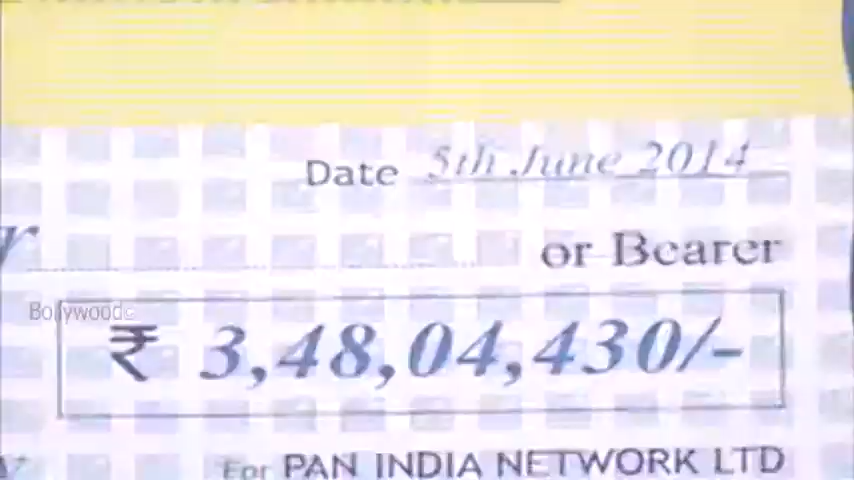 Date 5th June 2014
or Bearer
Bollywood
₹ 3,48,04,430/-
For PAN INDIA NETWORK LTD